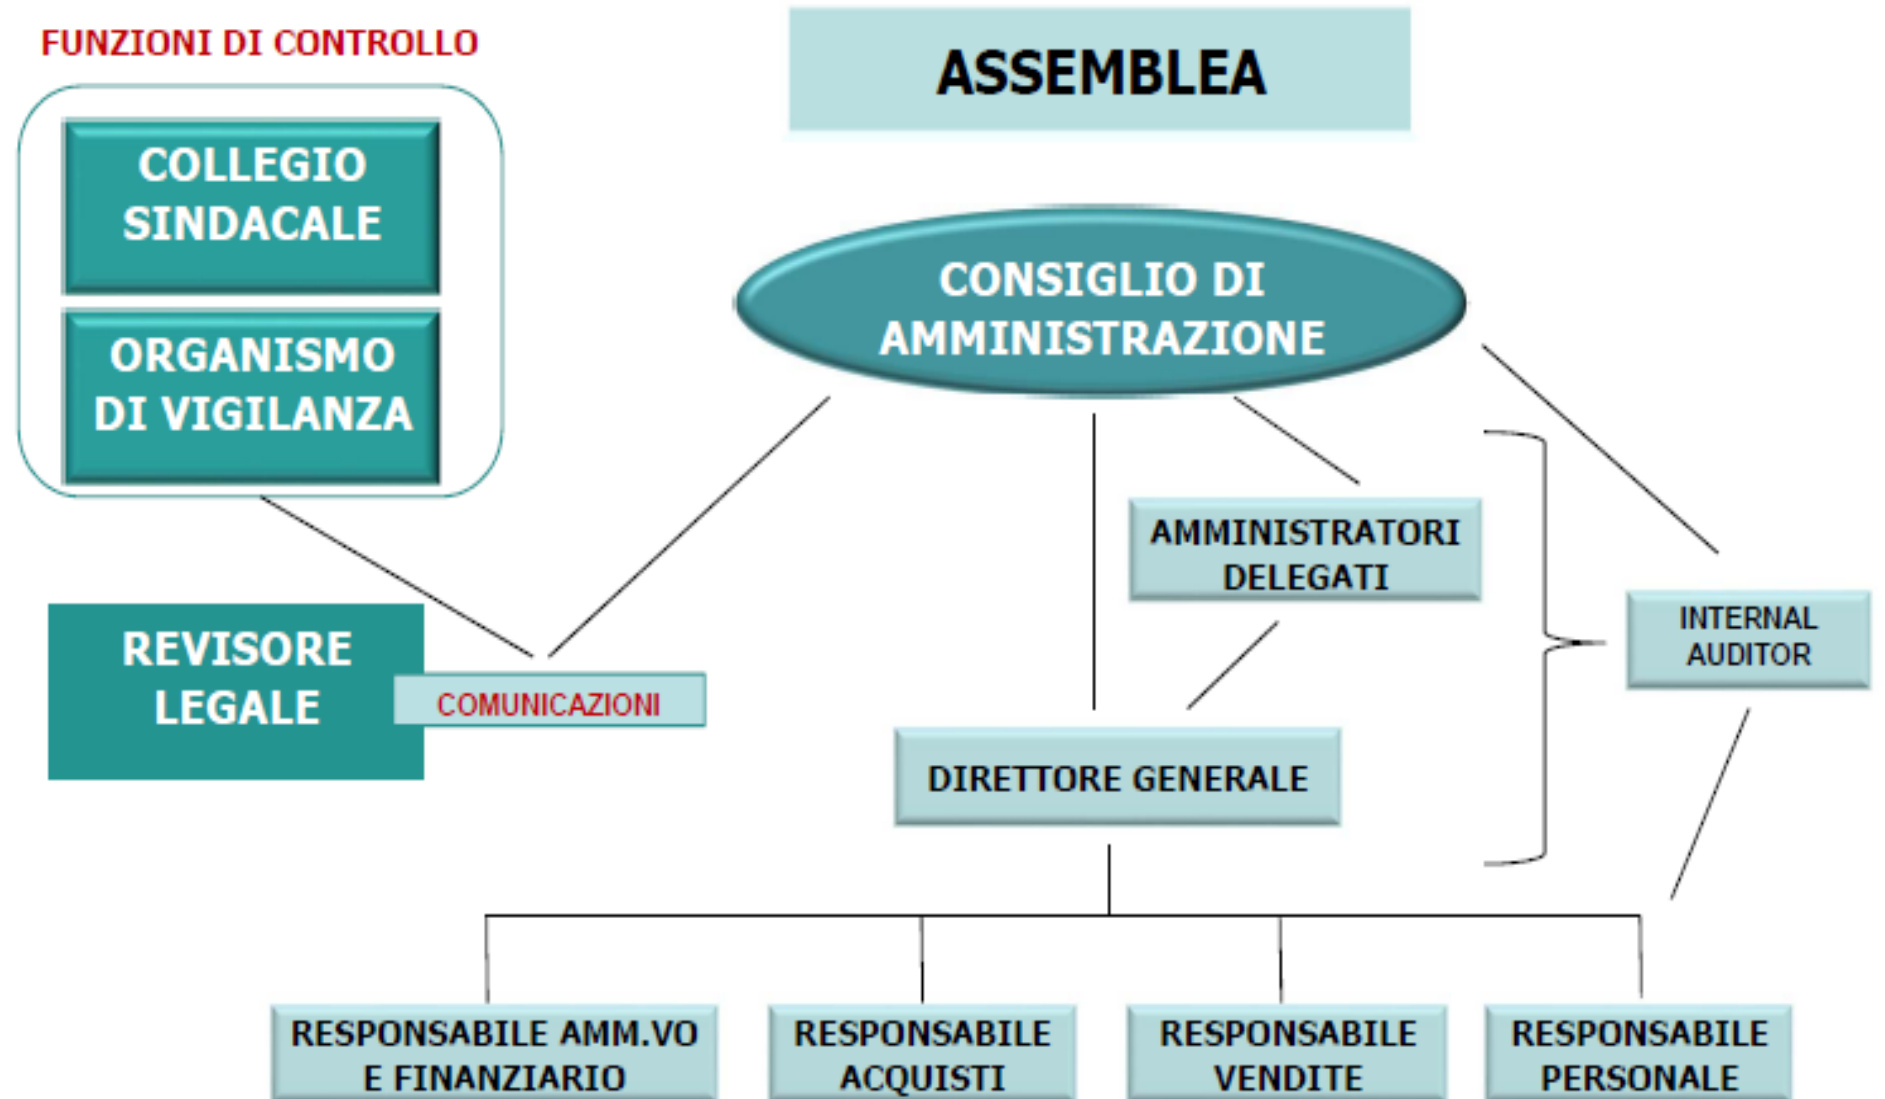 FUNZIONI DI CONTROLLO
ASSEMBLEA
COLLEGIO
SINDACALE
ORGANISMO
DI VIGILANZA
CONSIGLIO DI
AMMINISTRAZIONE
AMMINISTRATORI
DELEGATI
INTERNAL
AUDITOR
REVISORE
LEGALE
COMUNICAZIONI
DIRETTORE GENERALE
RESPONSABILE AMM.VO
E FINANZIARIO
RESPONSABILE
ACQUISTI
RESPONSABILE
VENDITE
RESPONSABILE
PERSONALE